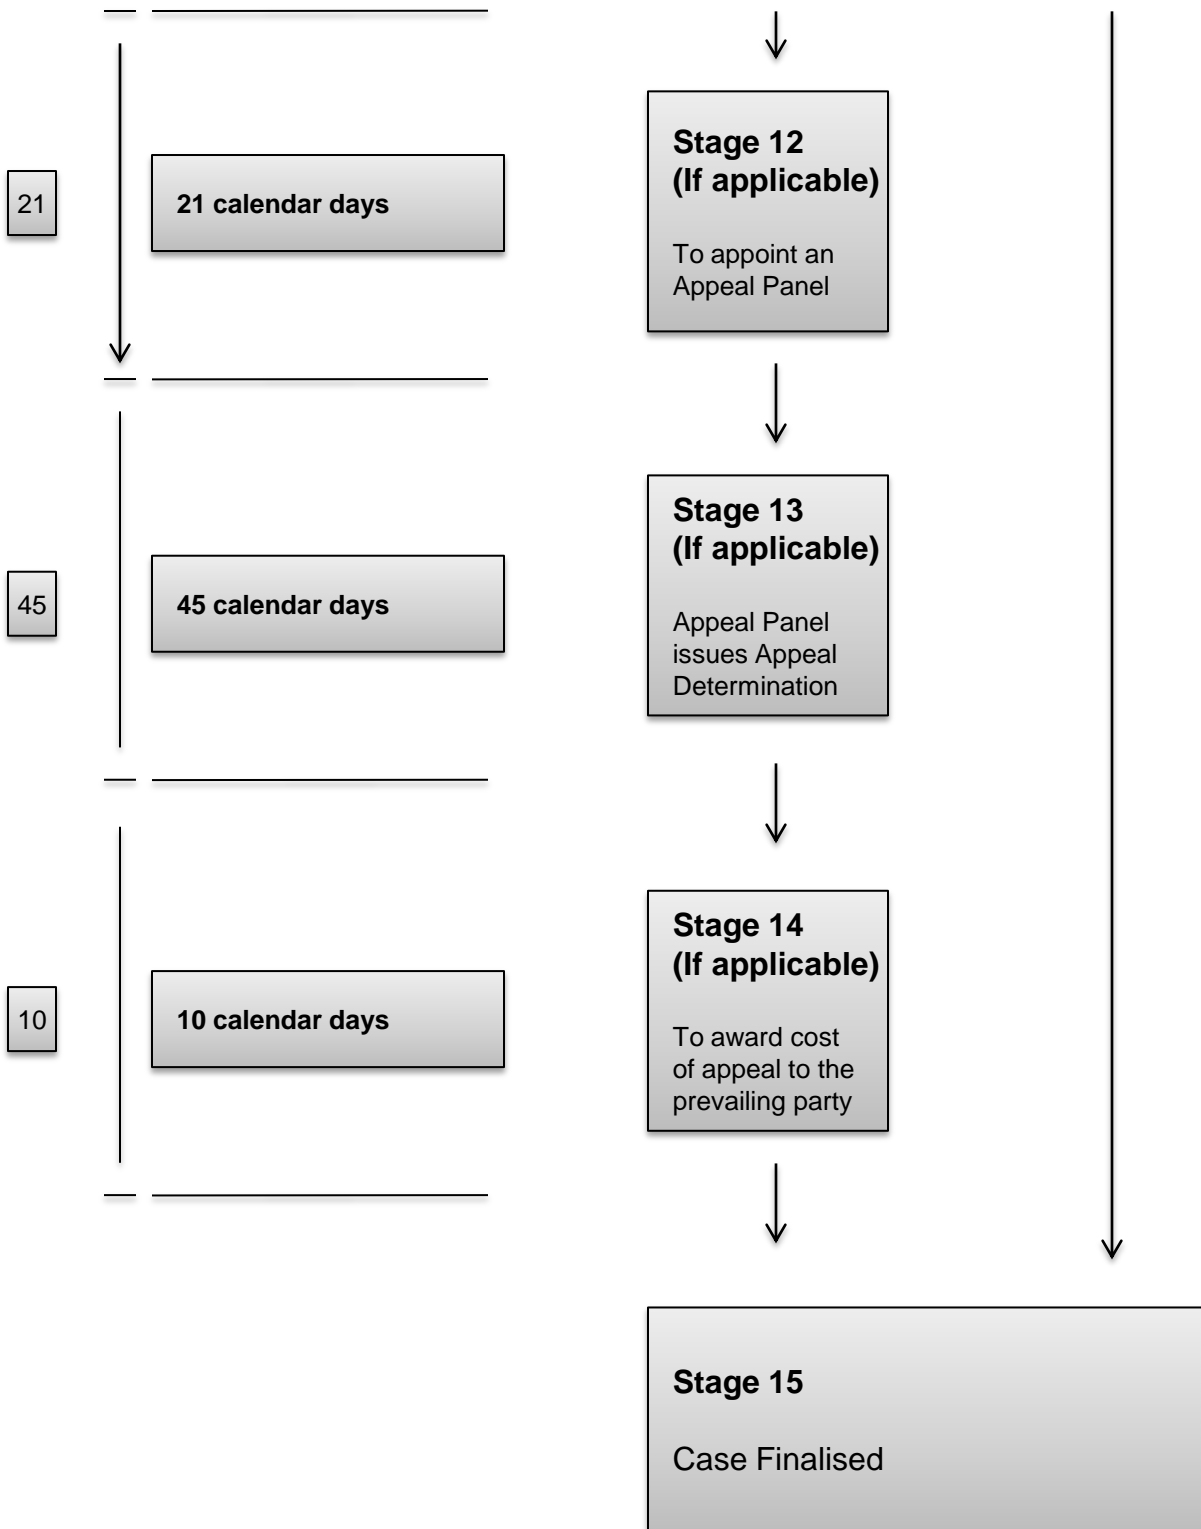 21
21 calendar days
Stage 12
(If applicable)
To appoint an
Appeal Panel
45
45 calendar days
Stage 13
(If applicable)
Appeal Panel
issues Appeal
Determination
10
10 calendar days
Stage 14
(If applicable)
To award cost
of appeal to the
prevailing party
Stage 15
Case Finalised